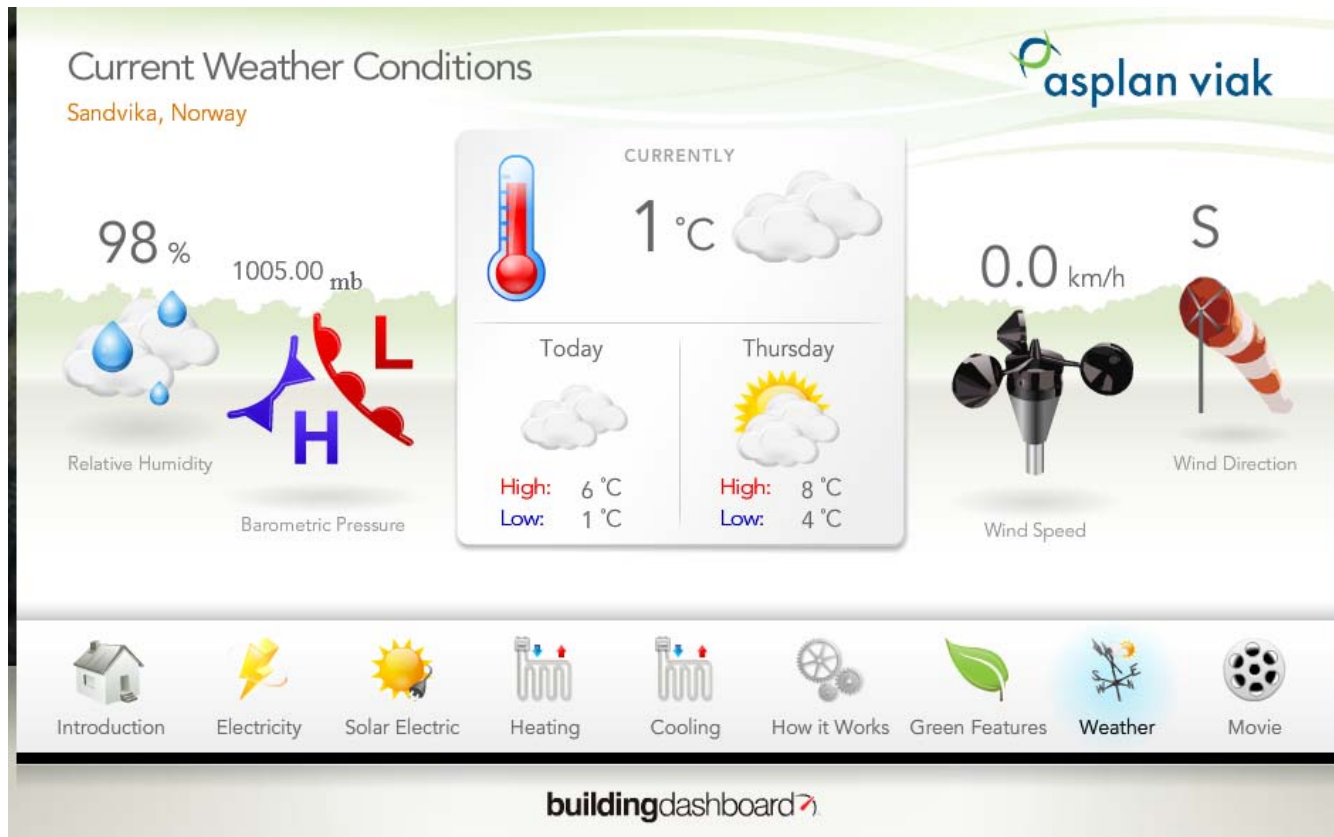 Current Weather Conditions
Sandvika, Norway
asplan viak
98 %
Relative Humidity
1005.00 mb
L
H
Barometric Pressure
CURRENTLY
1 °C
Today
High: 6 °C
Low: 1 °C
Thursday
High: 8 °C
Low: 4 °C
0.0 km/h
Wind Speed
S
Wind Direction
Introduction
Electricity
Solar Electric
Heating
Cooling
How it Works
Green Features
Weather
Movie
buildingdashboard